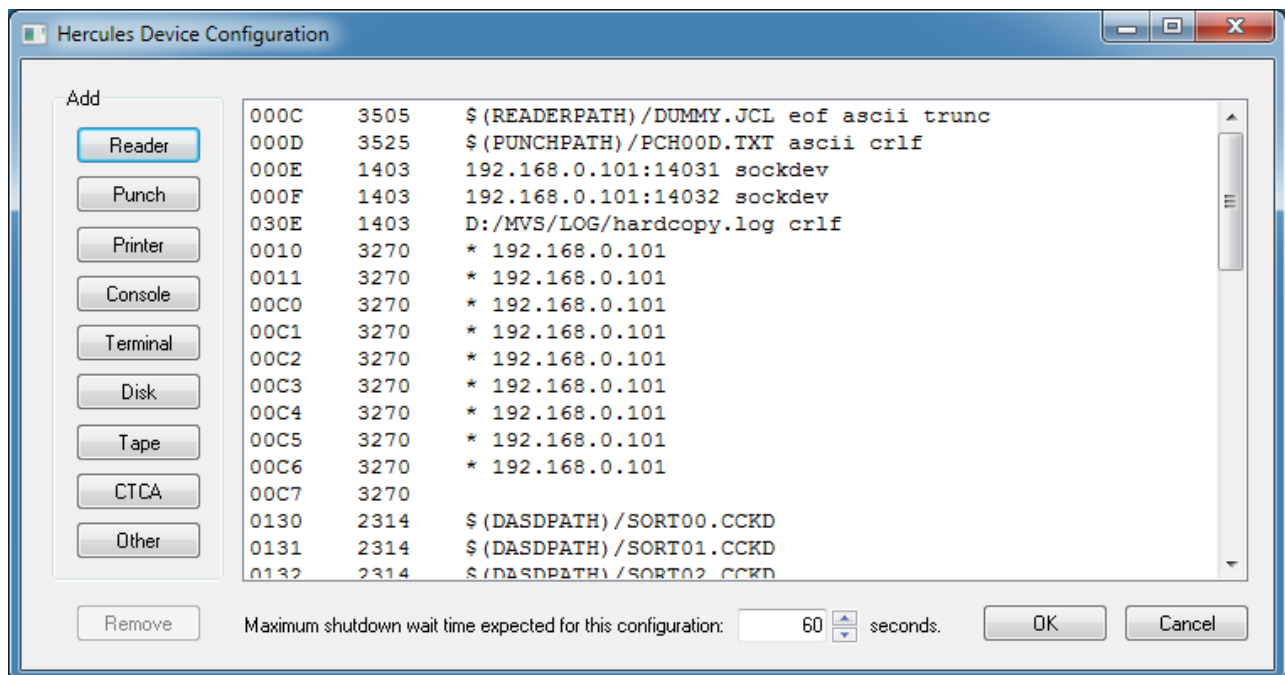 Hercules Device Configuration
Add
Reader
Punch
Printer
Console
Terminal
Disk
Tape
CTCA
Other
000C 3505 $(READERPATH)/DUMMY.JCL eof ascii trunc
000D 3525 $(PUNCHPATH)/PCH00D.TXT ascii crlf
000E 1403 192.168.0.101:14031 sockdev
000F 1403 192.168.0.101:14032 sockdev
030E 1403 D:/MVS/LOG/hardcopy.log crlf
0010 3270 * 192.168.0.101
0011 3270 * 192.168.0.101
00C0 3270 * 192.168.0.101
00C1 3270 * 192.168.0.101
00C2 3270 * 192.168.0.101
00C3 3270 * 192.168.0.101
00C4 3270 * 192.168.0.101
00C5 3270 * 192.168.0.101
00C6 3270 * 192.168.0.101
00C7 3270
0130 2314 $(DASDPATH)/SORT00.CCKD
0131 2314 $(DASDPATH)/SORT01.CCKD
0132 2314 $(DASDPATH)/SORT02.CCKD
Remove
Maximum shutdown wait time expected for this configuration: 60 seconds.
OK
Cancel